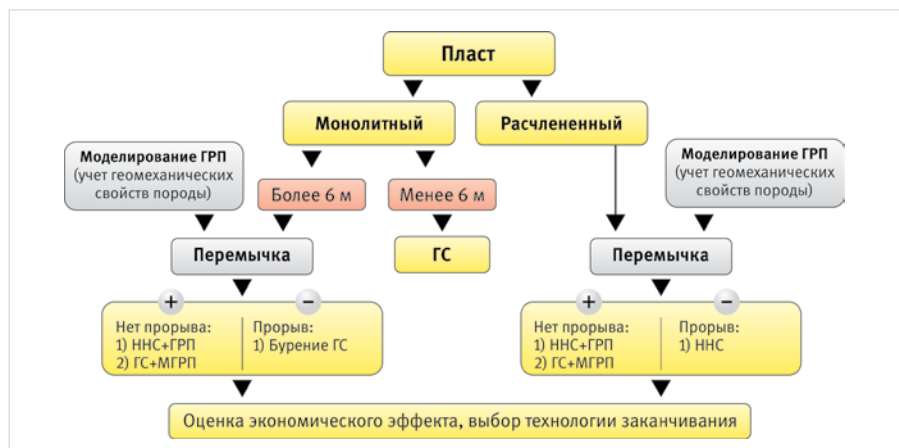 Пласт
Монолитный
Расчлененный
Моделирование ГРП
(учет геомеханических
свойств породы)
Более 6 м
Менее 6 м
Моделирование ГРП
(учет геомеханических
свойств породы)
Перемычка
ГС
Перемычка
+
−
Нет прорыва:
1) ННС+ГРП
2) ГС+МГРП
Прорыв:
1) Бурение ГС
+
−
Нет прорыва:
1) ННС+ГРП
2) ГС+МГРП
Прорыв:
1) ННС
Оценка экономического эффекта, выбор технологии заканчивания